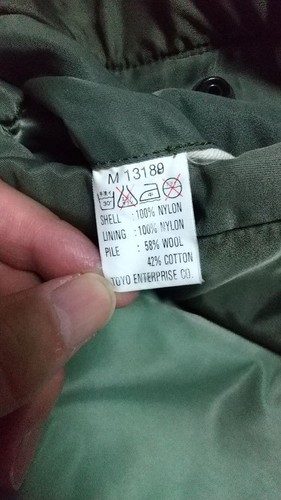 M 13189
SHELL : 100% NYLON
LINING : 100% NYLON
PILE : 58% WOOL
42% COTTON
TOYO ENTERPRISE CO.